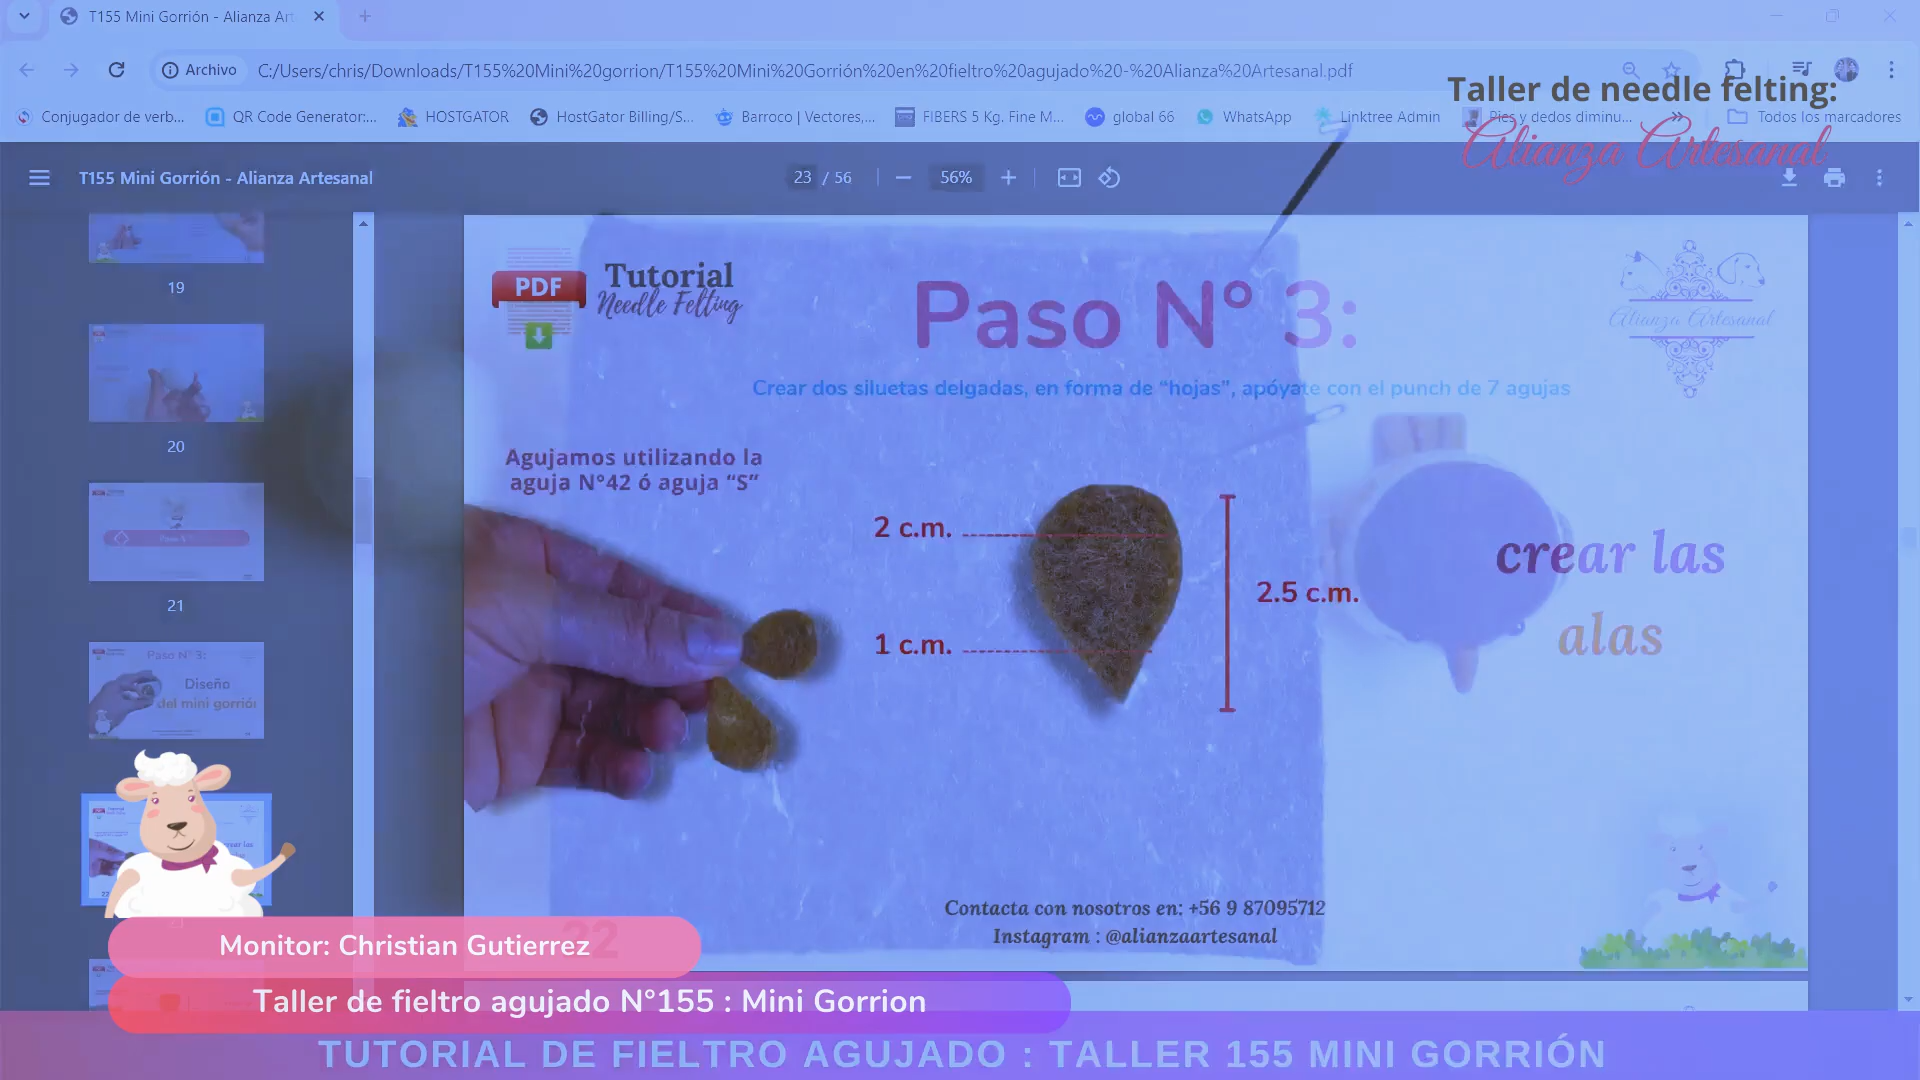 T155 Mini Gorrión - Alianza Art
Archivo
C:/Users/chris/Downloads/T155%20Mini%20gorrion/T155%20Mini%20Gorrión%20en%20fieltro%20agujado%20-%20Alianza%20Artesanal.pdf
Taller de needle felting:
Alianza Artesanal
Conjugador de verb...
QR Code Generator:...
HOSTGATOR
HostGator Billing/S...
Barroco | Vectores,...
FIBERS 5 Kg. Fine M...
global 66
WhatsApp
Linktree Admin
Pies y dedos diminu...
Todos los marcadores
T155 Mini Gorrión - Alianza Artesanal
23 / 56
56%
19
20
21
Paso N° 3:
Diseño
del mini gorrión
PDF
Tutorial
Needle Felting
Paso N° 3:
Alianza Artesanal
Crear dos siluetas delgadas, en forma de “hojas”, apóyate con el punch de 7 agujas
Agujamos utilizando la
aguja N°42 ó aguja “S”
2 c.m.
1 c.m.
2.5 c.m.
crear las
alas
Contacta con nosotros en: +56 9 87095712
Instagram : @alianzaartesanal
22
Monitor: Christian Gutierrez
Taller de fieltro agujado N°155 : Mini Gorrion
TUTORIAL DE FIELTRO AGUJADO : TALLER 155 MINI GORRIÓN